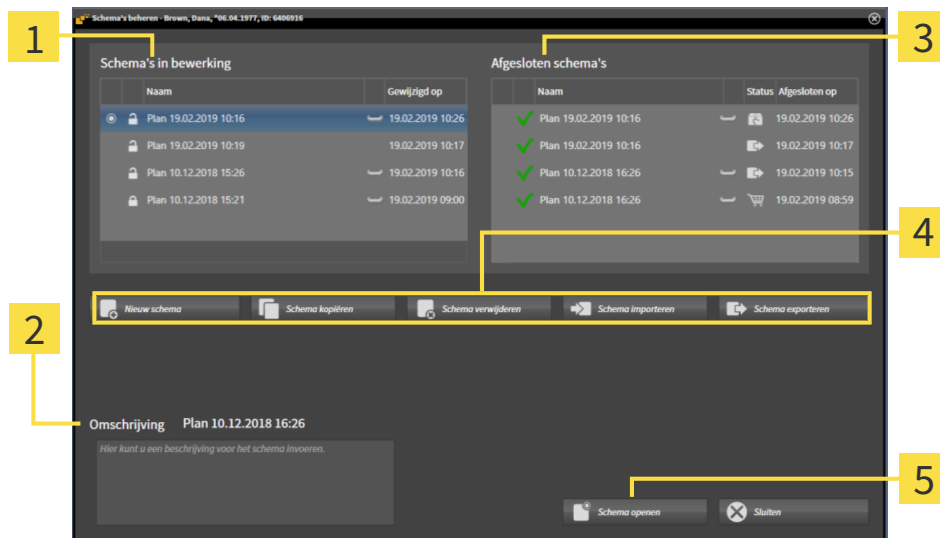 Schema's beheren - Brown, Dana, *06.04.1977, ID: 6406916
1
3
Schema's in bewerking
Afgesloten schema's
Naam Gewijzigd op
Naam Status Afgesloten op
Plan 19.02.2019 10:16 19.02.2019 10:26
Plan 19.02.2019 10:16 19.02.2019 10:26
Plan 19.02.2019 10:19 19.02.2019 10:17
Plan 19.02.2019 10:16 19.02.2019 10:17
Plan 10.12.2018 15:26 19.02.2019 10:16
Plan 10.12.2018 16:26 19.02.2019 10:15
Plan 10.12.2018 15:21 19.02.2019 09:00
Plan 10.12.2018 16:26 19.02.2019 08:59
4
Nieuw schema
Schema kopiëren
Schema verwijderen
Schema importeren
Schema exporteren
2
Omschrijving Plan 10.12.2018 16:26
Hier kunt u een beschrijving voor het schema invoeren.
5
Schema openen
Sluiten